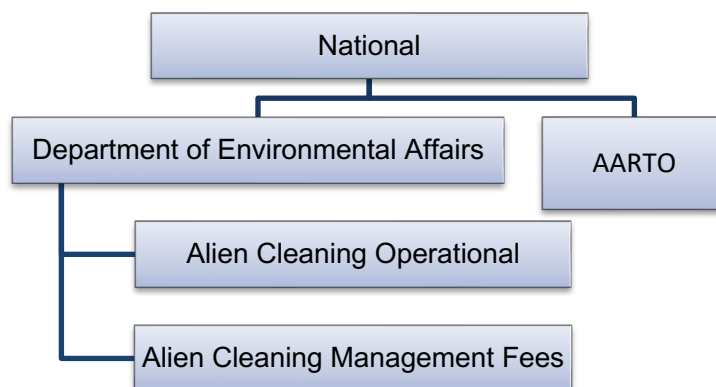 National
Department of Environmental Affairs
AARTO
Alien Cleaning Operational
Alien Cleaning Management Fees